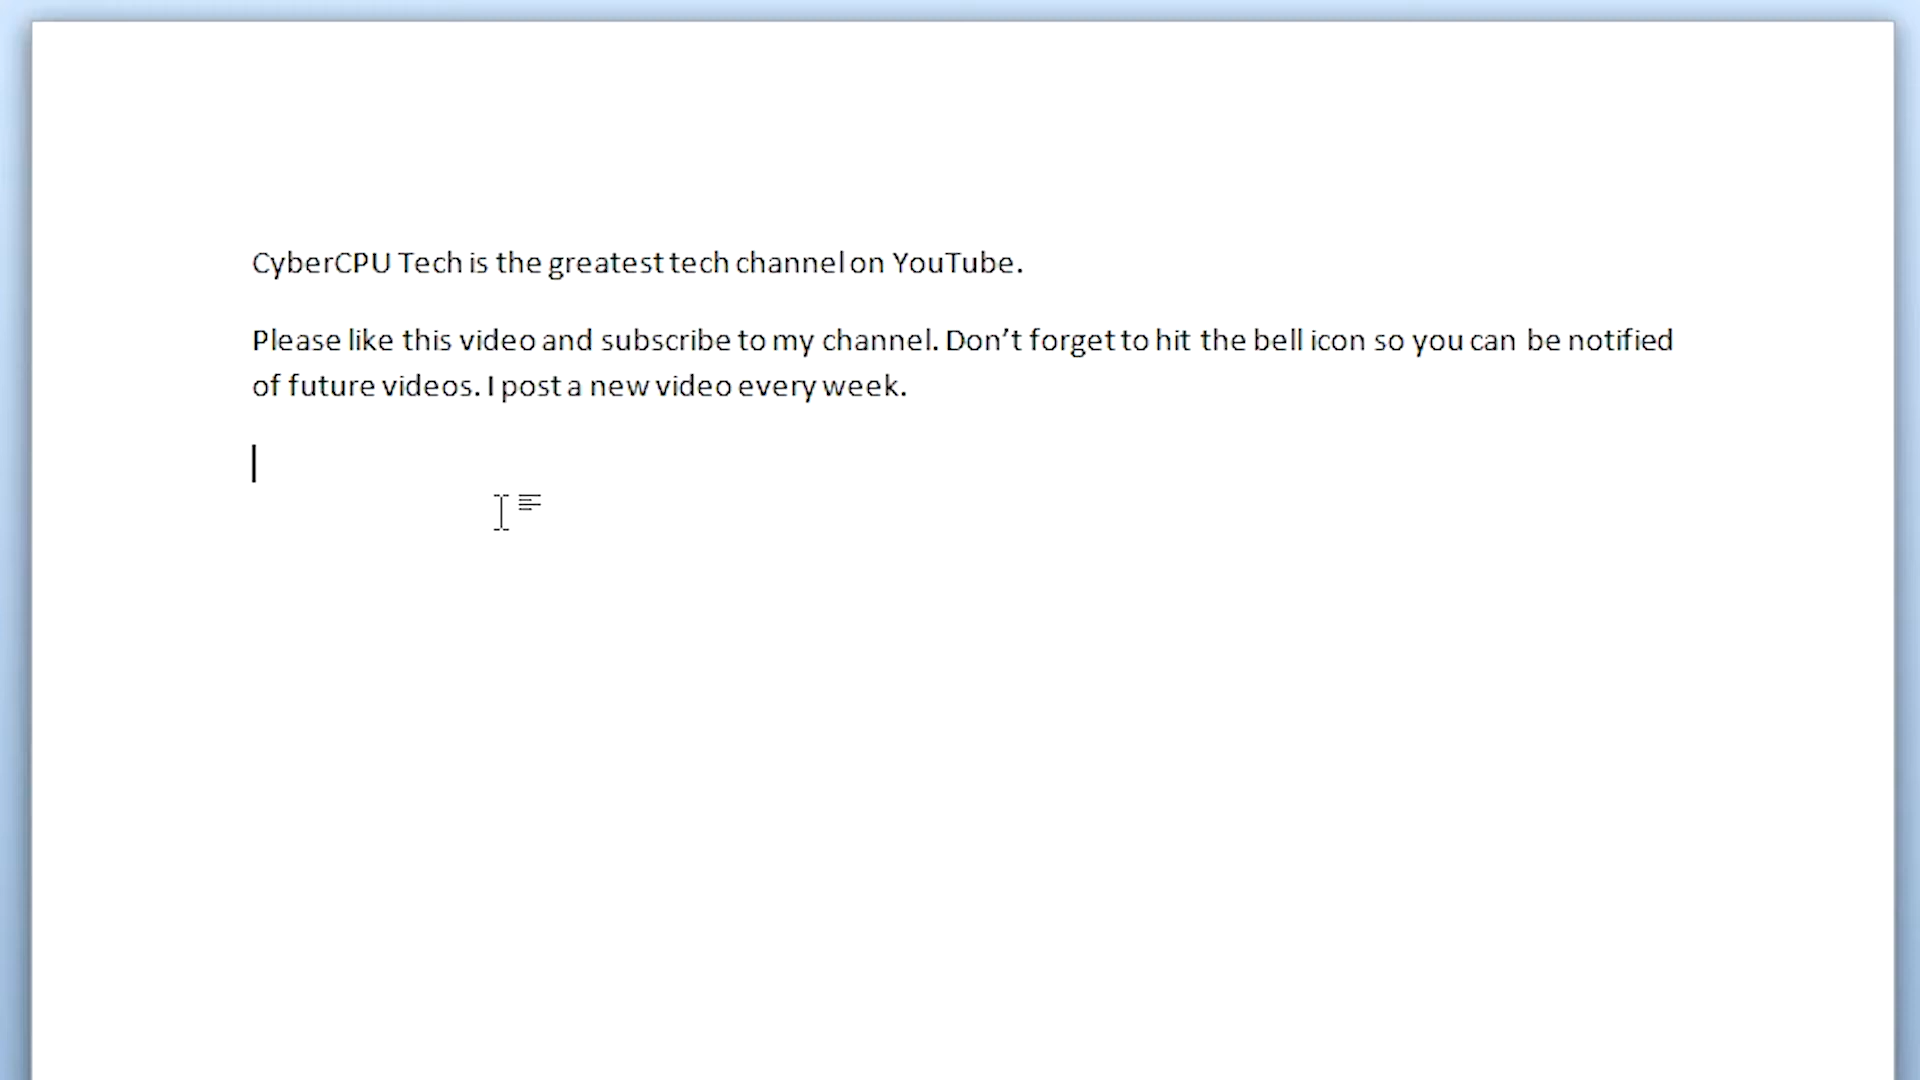 CyberCPU Tech is the greatest tech channel on YouTube.
Please like this video and subscribe to my channel. Don’t forget to hit the bell icon so you can be notified
of future videos. I post a new video every week.